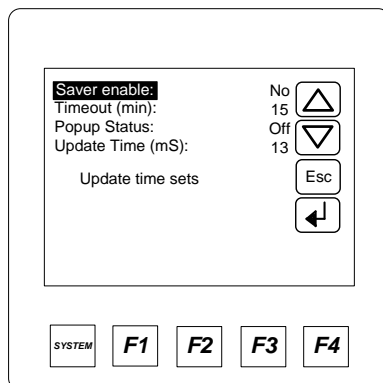 Saver enable: No
Timeout (min): 15
Popup Status: Off
Update Time (mS): 13
Update time sets
Esc
SYSTEM F1 F2 F3 F4